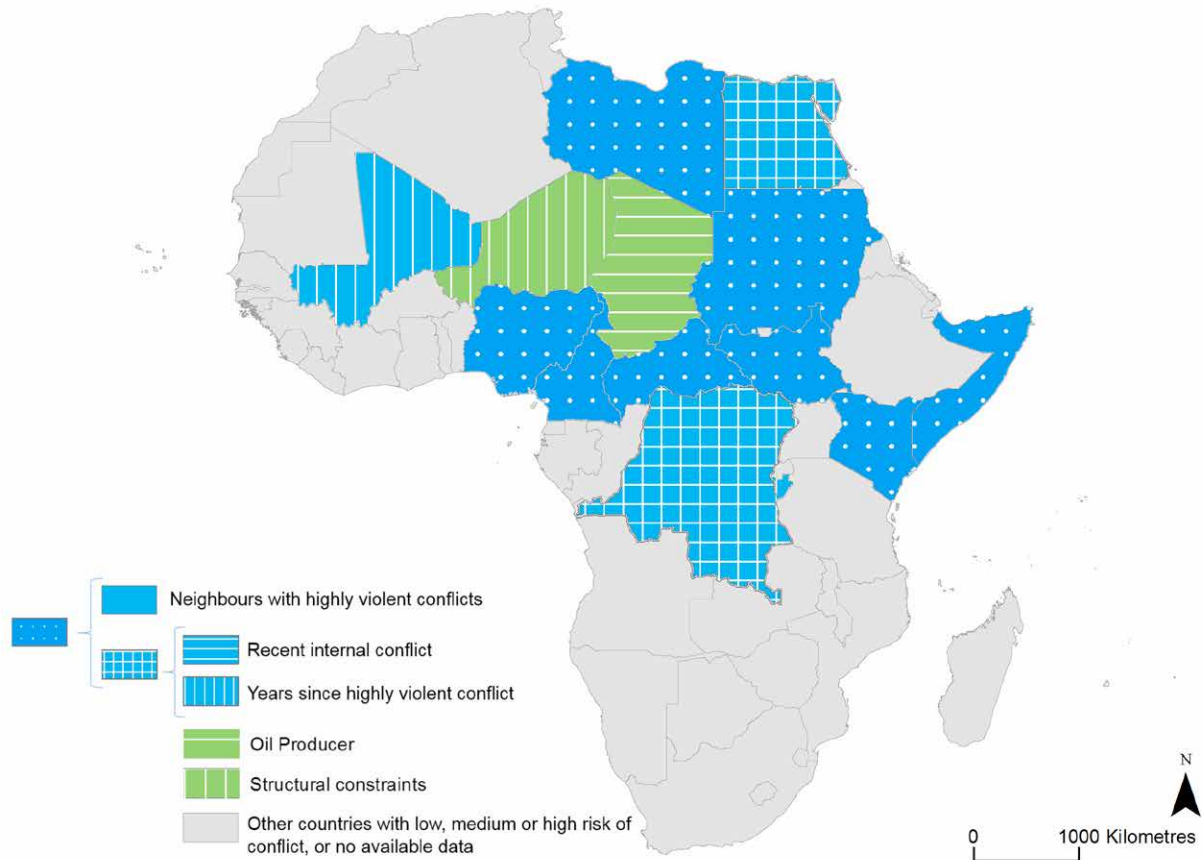 Neighbours with highly violent conflicts
Recent internal conflict
Years since highly violent conflict
Oil Producer
Structural constraints
Other countries with low, medium or high risk of
conflict, or no available data
N
0 1000 Kilometres